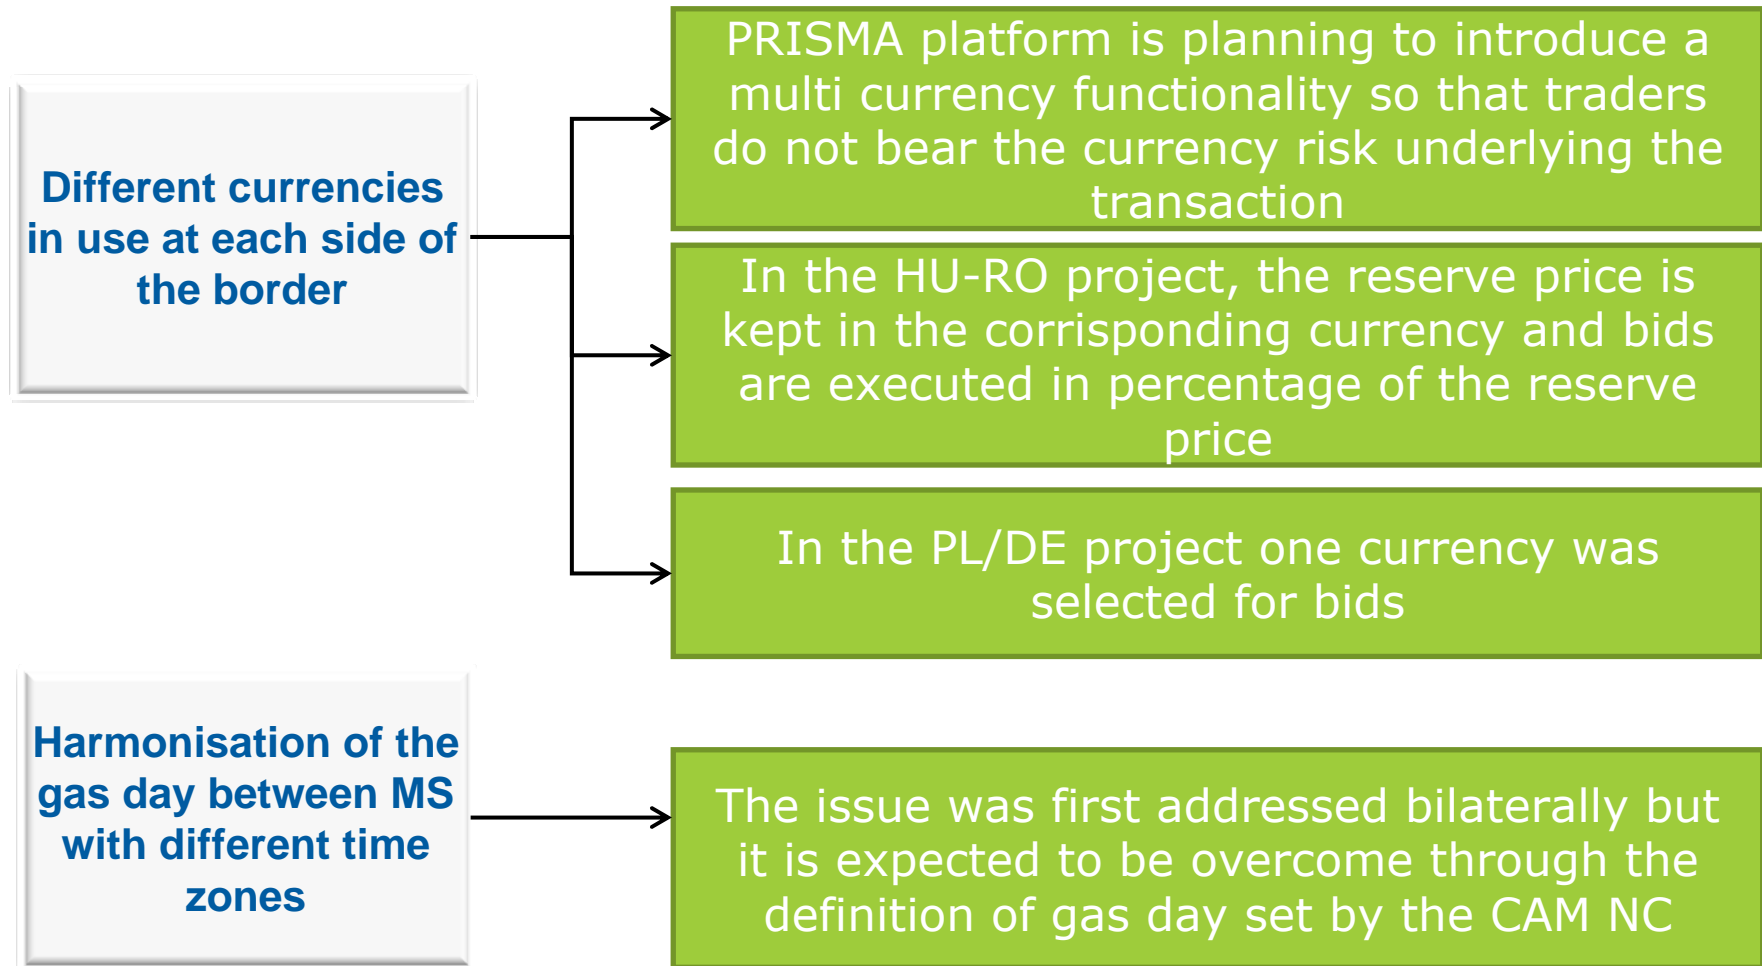 Different currencies
in use at each side of
the border
PRISMA platform is planning to introduce a
multi currency functionality so that traders
do not bear the currency risk underlying the
transaction
In the HU-RO project, the reserve price is
kept in the corrisponding currency and bids
are executed in percentage of the reserve
price
In the PL/DE project one currency was
selected for bids
Harmonisation of the
gas day between MS
with different time
zones
The issue was first addressed bilaterally but
it is expected to be overcome through the
definition of gas day set by the CAM NC